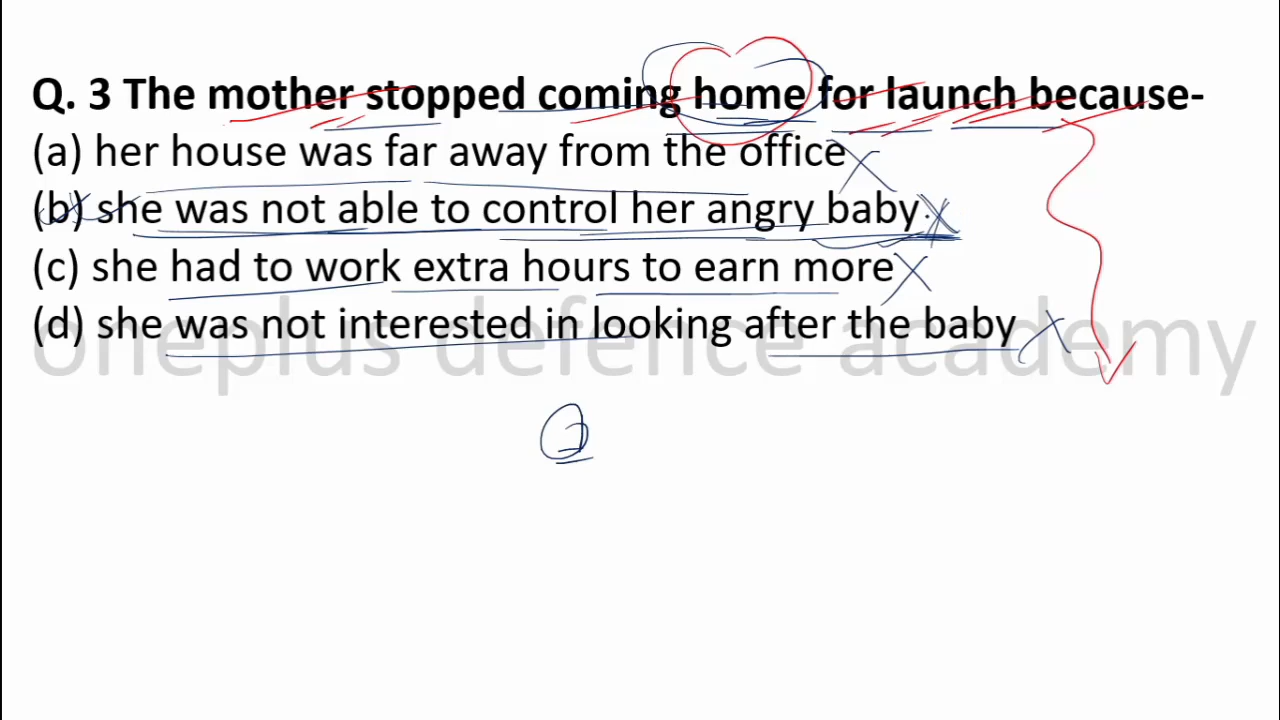 Q. 3 The mother stopped coming home for launch because-
(a) her house was far away from the office
(b) she was not able to control her angry baby
(c) she had to work extra hours to earn more
(d) she was not interested in looking after the baby
oneplus defence academy